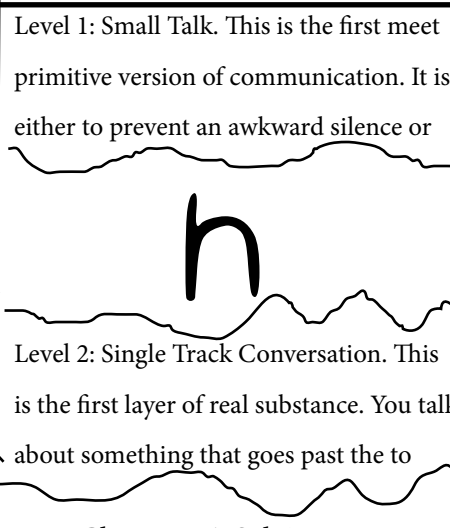 Level 1: Small Talk. This is the first meet
primitive version of communication. It is
either to prevent an awkward silence or
h
Level 2: Single Track Conversation. This
is the first layer of real substance. You talk
about something that goes past the to